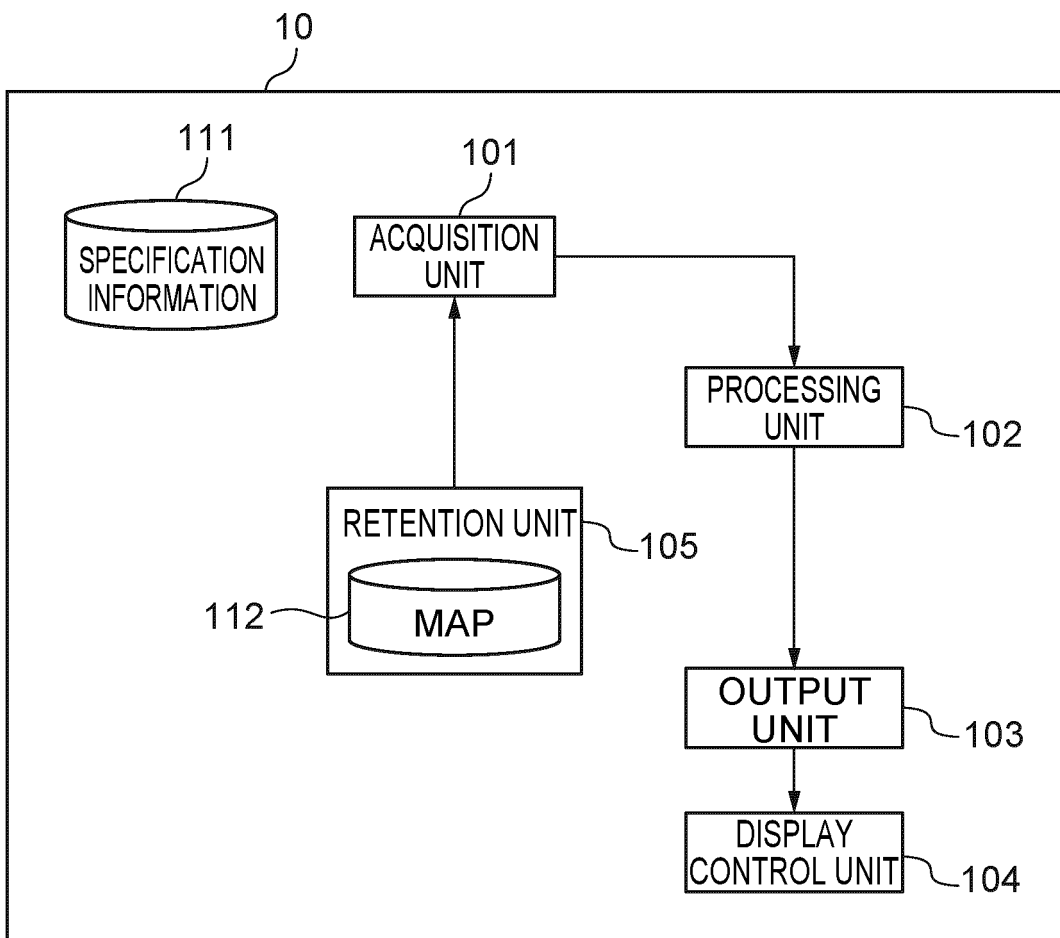 10
111
SPECIFICATION
INFORMATION
101
ACQUISITION
UNIT
PROCESSING
UNIT
102
RETENTION UNIT
105
112
MAP
OUTPUT
UNIT
103
DISPLAY
CONTROL UNIT
104